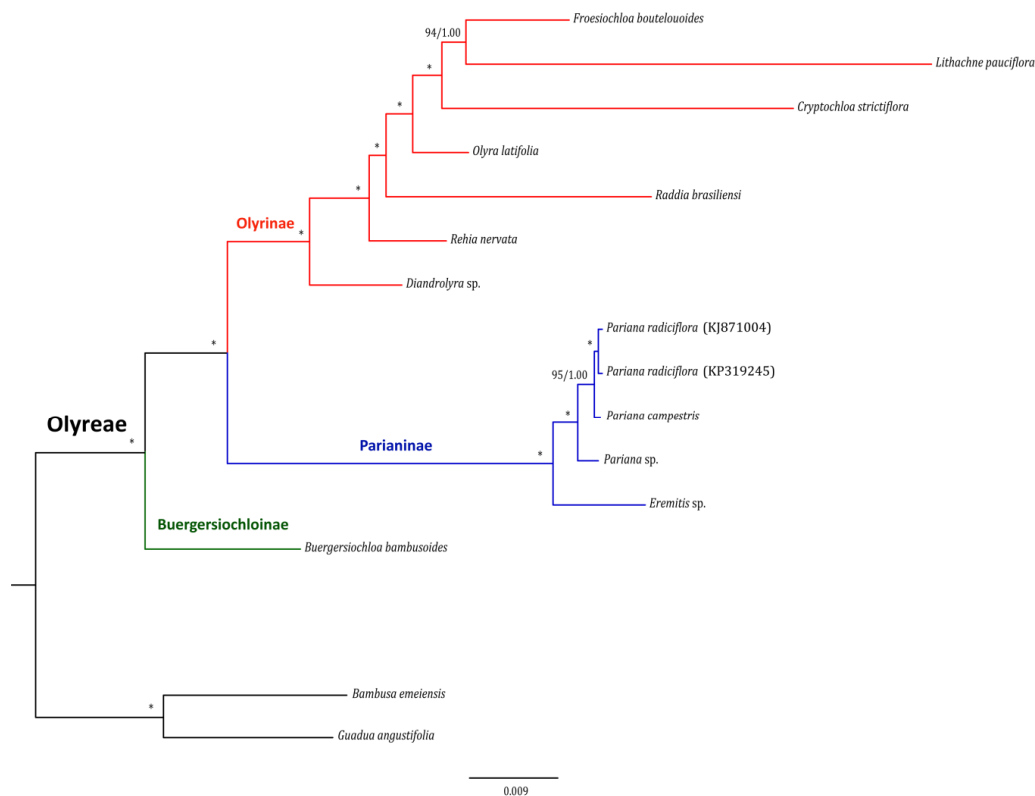 Froesiochloa boutelouoides
94/1.00
Lithachne pauciflora
*
Cryptochloa strictiflora
*
*
Olyra latifolia
*
Raddia brasiliensi
Olyrinae
*
Rehia nervata
Diandrolyra sp.
Pariana radiciflora (KJ871004)
*
*
95/1.00
Pariana radiciflora (KP319245)
*
Pariana campestris
Olyreae
*
Parianinae
*
Pariana sp.
Eremitis sp.
Buergersiochloinae
Buergersiochloa bambusoides
Bambusa emeiensis
*
Guadua angustifolia
0.009